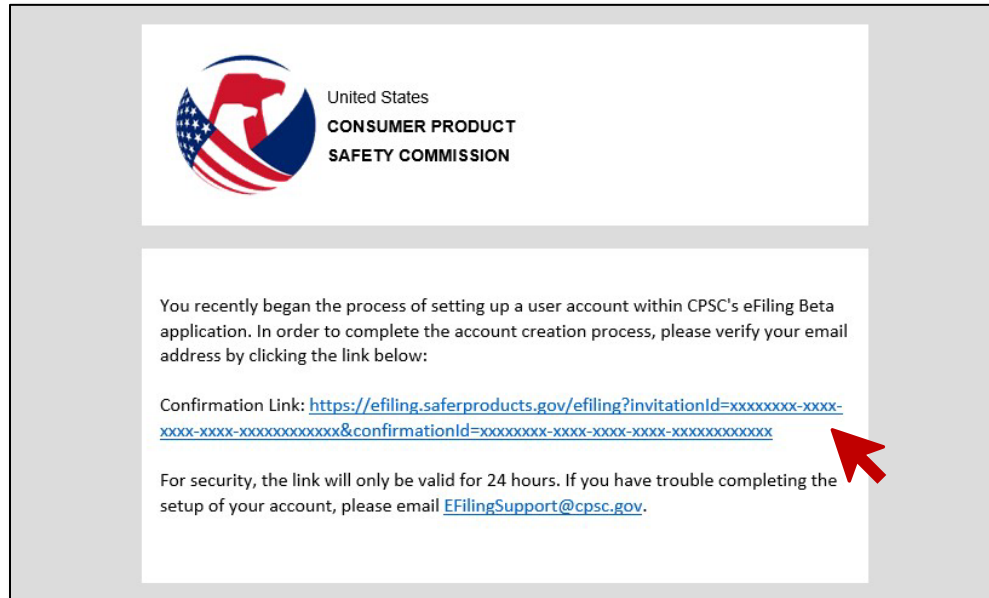 United States
CONSUMER PRODUCT
SAFETY COMMISSION
You recently began the process of setting up a user account within CPSC's eFiling Beta
application. In order to complete the account creation process, please verify your email
address by clicking the link below:
Confirmation Link: https://efiling.saferproducts.gov/efiling?invitationId=xxxxxxxx-xxxx-
xxxx-xxxx-xxxxxxxxxxxx&confirmationId=xxxxxxxx-xxxx-xxxx-xxxx-xxxxxxxxxxxx
For security, the link will only be valid for 24 hours. If you have trouble completing the
setup of your account, please email EFilingSupport@cpsc.gov.